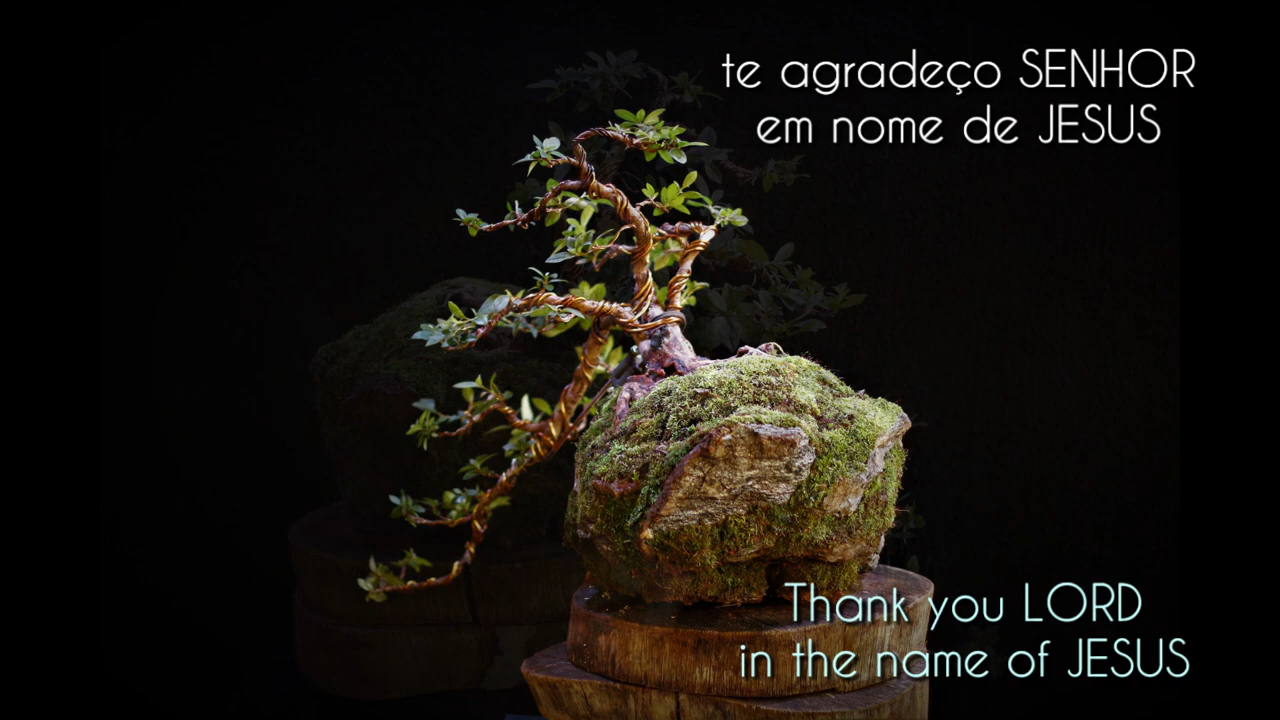 te agradeço SENHOR
em nome de JESUS
Thank you LORD
in the name of JESUS